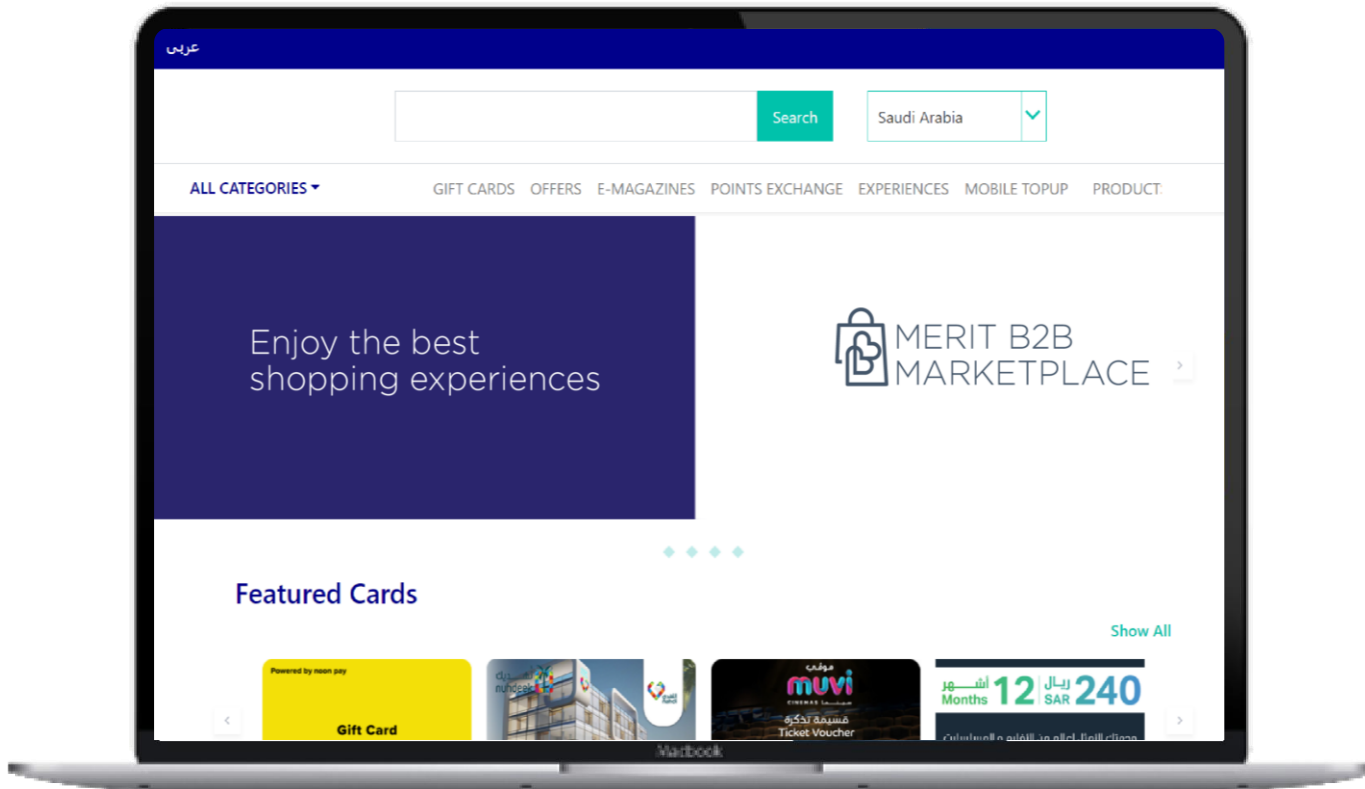 عربى
Search
Saudi Arabia
ALL CATEGORIES
GIFT CARDS OFFERS E-MAGAZINES POINTS EXCHANGE EXPERIENCES MOBILE TOPUP PRODUCT
Enjoy the best
shopping experiences
MERIT B2B
MARKETPLACE
Featured Cards
Show All
Powered by noon pay
Gift Card
موڤي
muvi
CINEMAS سينما
قسيمة تذكرة
Ticket Voucher
أشهر 12 ريال 240
Months SAR
Macbook